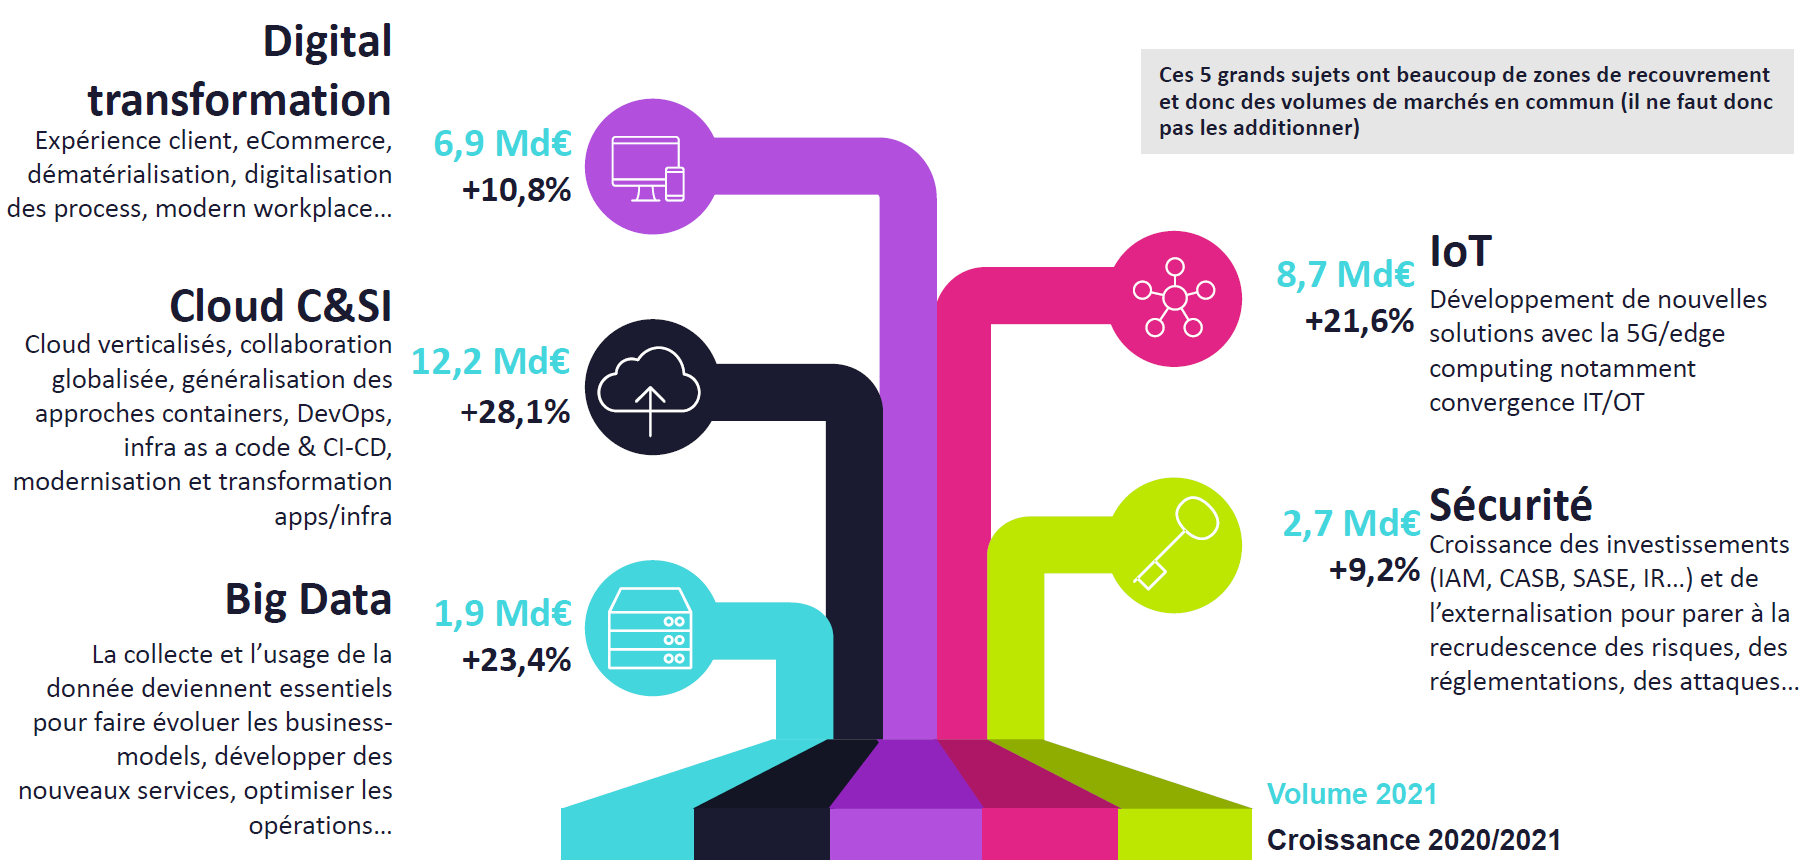 Digital
transformation
Expérience client, eCommerce,
dématérialisation, digitalisation
des process, modern workplace...
6,9 Md€
+10,8%
Cloud C&SI
Cloud verticalisés, collaboration
globalisée, généralisation des
approches containers, DevOps,
infra as a code & CI-CD,
modernisation et transformation
apps/infra
12,2 Md€
+28,1%
Big Data
La collecte et l’usage de la
donnée deviennent essentiels
pour faire évoluer les business-
models, développer des
nouveaux services, optimiser les
opérations...
1,9 Md€
+23,4%
Ces 5 grands sujets ont beaucoup de zones de recouvrement
et donc des volumes de marchés en commun (il ne faut donc
pas les additionner)
8,7 Md€
+21,6%
IoT
Développement de nouvelles
solutions avec la 5G/edge
computing notamment
convergence IT/OT
2,7 Md€
+9,2%
Sécurité
Croissance des investissements
(IAM, CASB, SASE, IR...) et de
l’externalisation pour parer à la
recrudescence des risques, des
réglementations, des attaques...
Volume 2021
Croissance 2020/2021